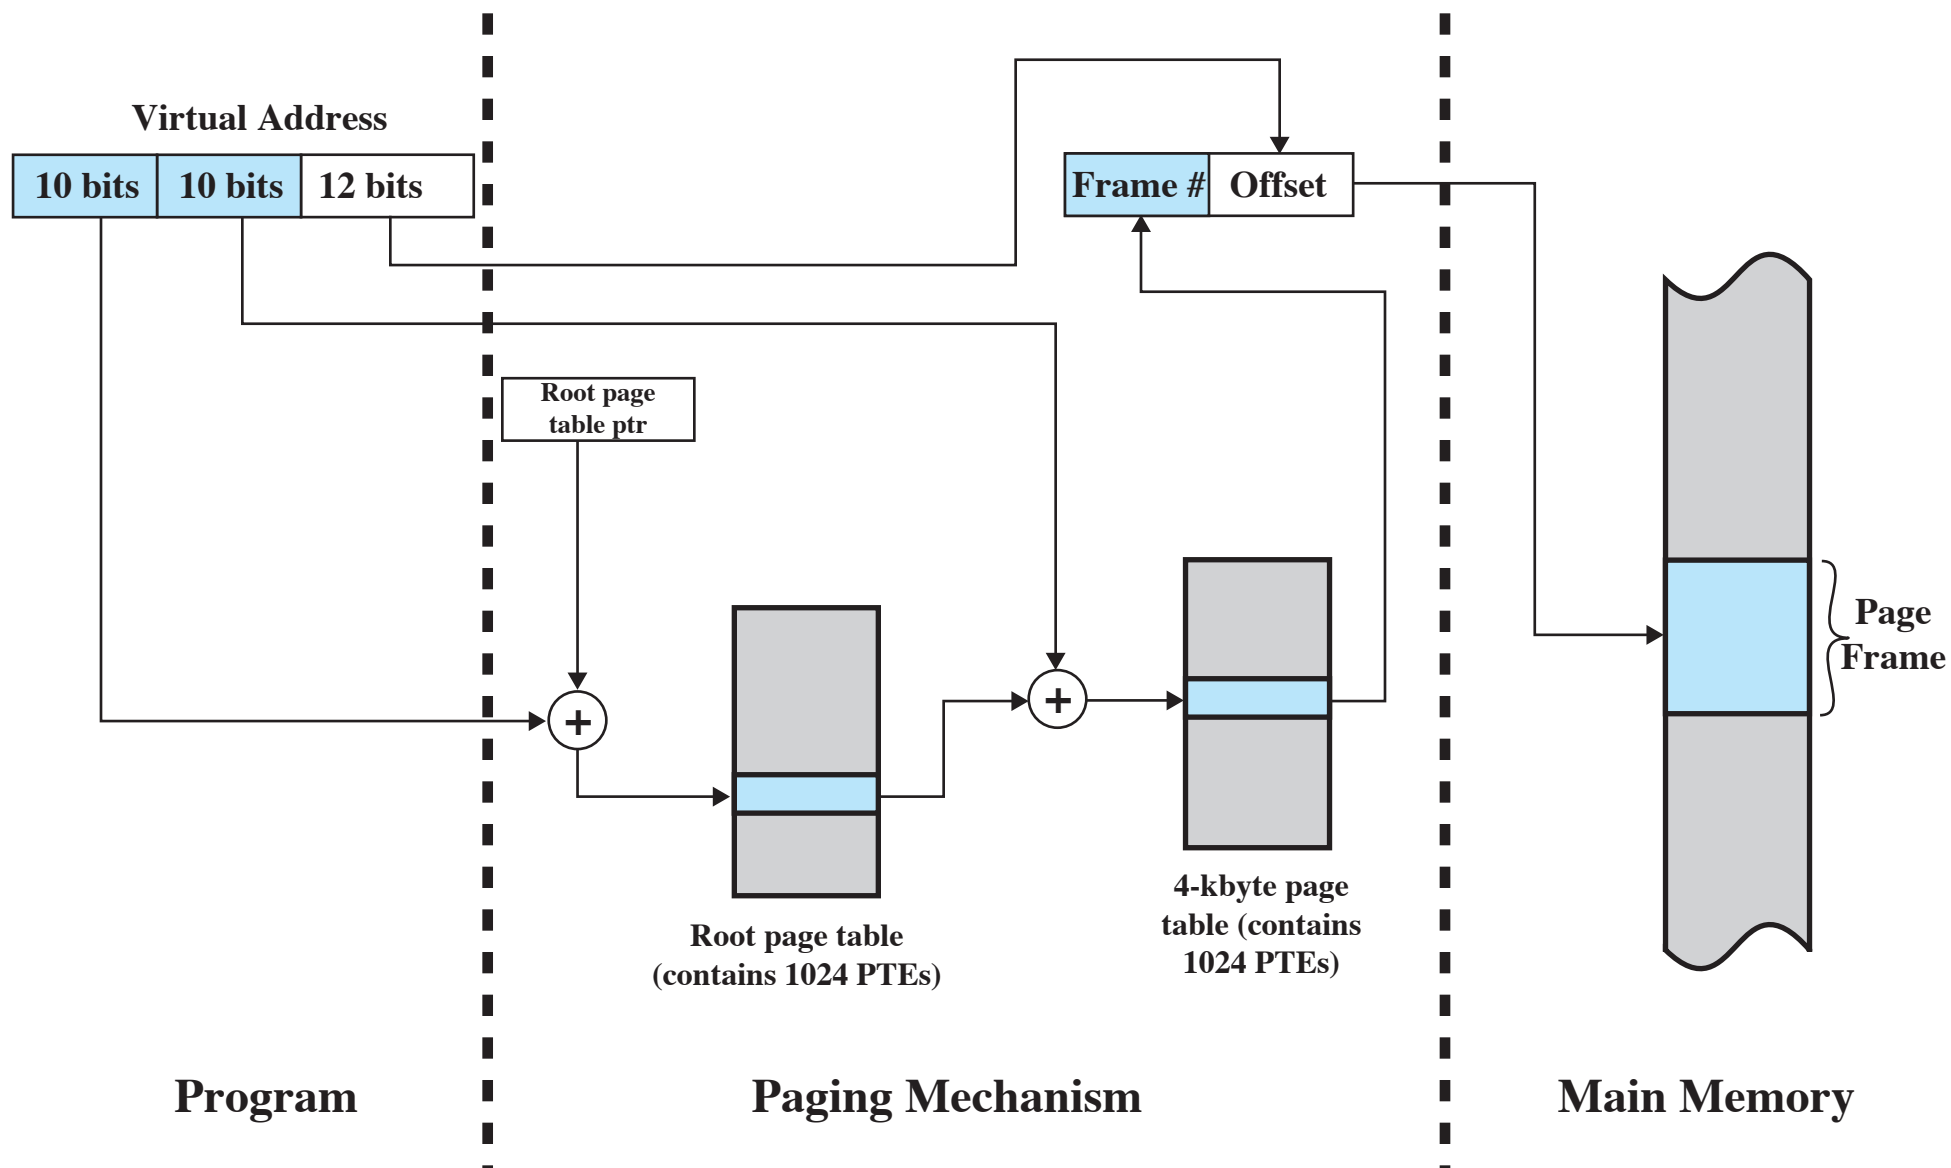 Virtual Address
10 bits 10 bits 12 bits
Frame # Offset
Root page
table ptr
+
+
Page
Frame
Root page table
(contains 1024 PTEs)
4-kbyte page
table (contains
1024 PTEs)
Program
Paging Mechanism
Main Memory